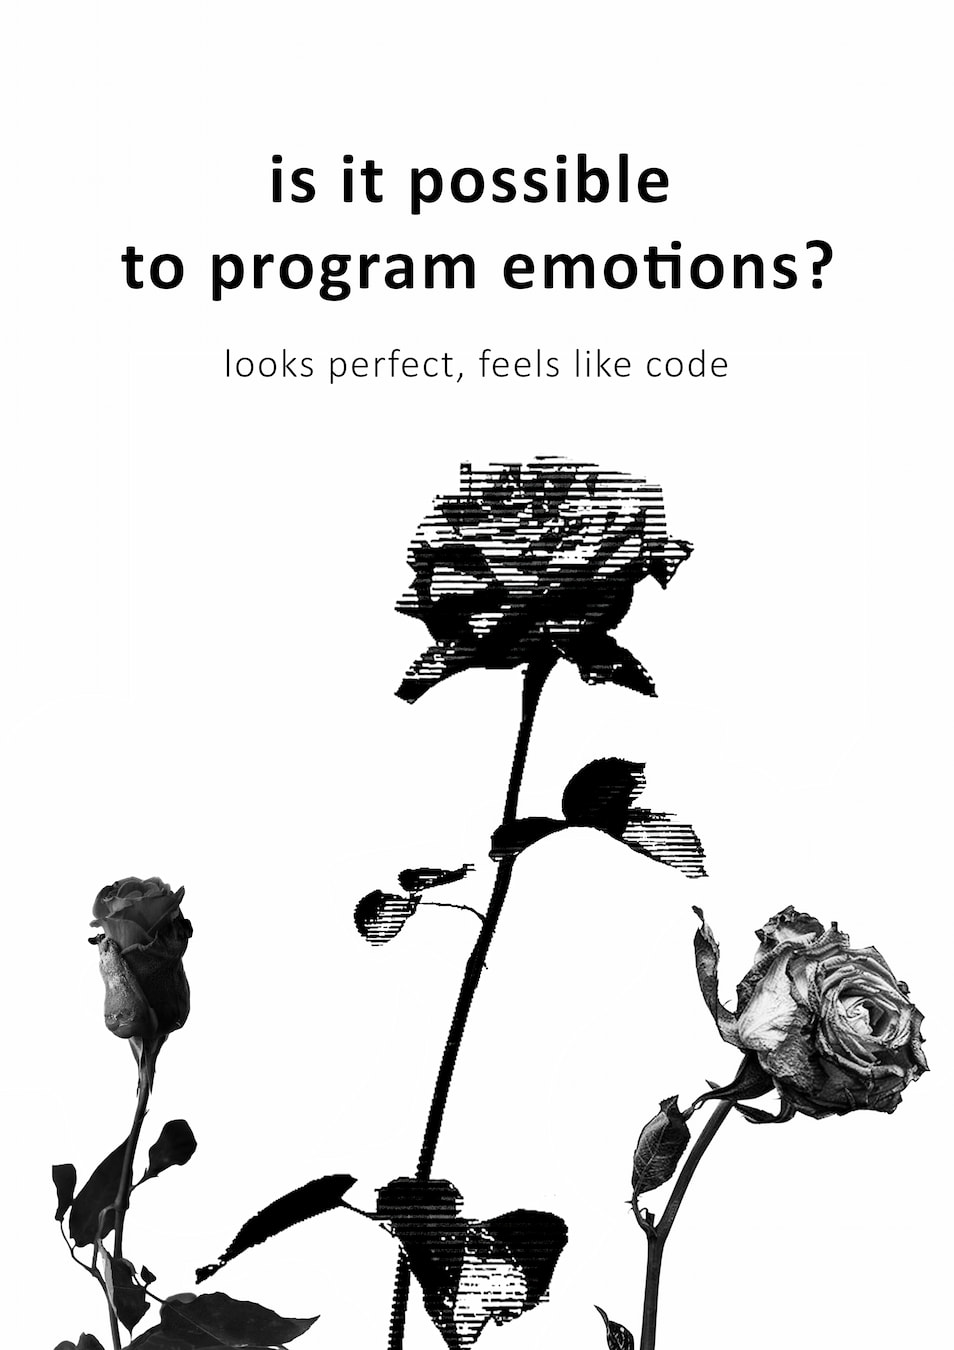 is it possible
to program emotions?
looks perfect, feels like code